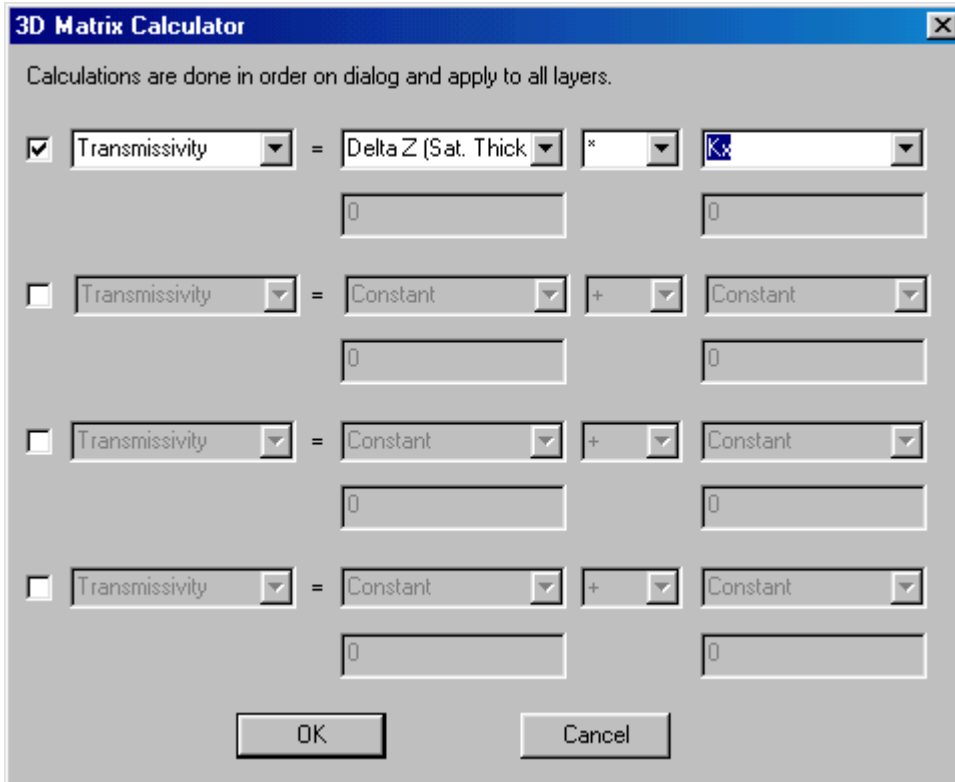 3D Matrix Calculator
Calculations are done in order on dialog and apply to all layers.
Transmissivity = Delta Z (Sat. Thick * Kx
0 0
Transmissivity = Constant + Constant
0 0
Transmissivity = Constant + Constant
0 0
Transmissivity = Constant + Constant
0 0
OK Cancel